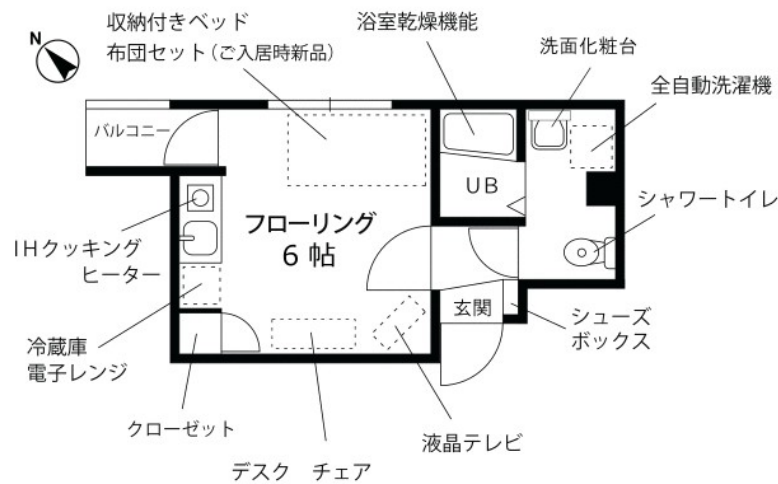 収納付きベッド
布団セット（ご入居時新品）
浴室乾燥機能
洗面化粧台
全自動洗濯機
N
バルコニー
UB
シャワートイレ
フローリング
6 帖
IHクッキング
ヒーター
玄関
シューズ
ボックス
冷蔵庫
電子レンジ
クローゼット
液晶テレビ
デスク　チェア